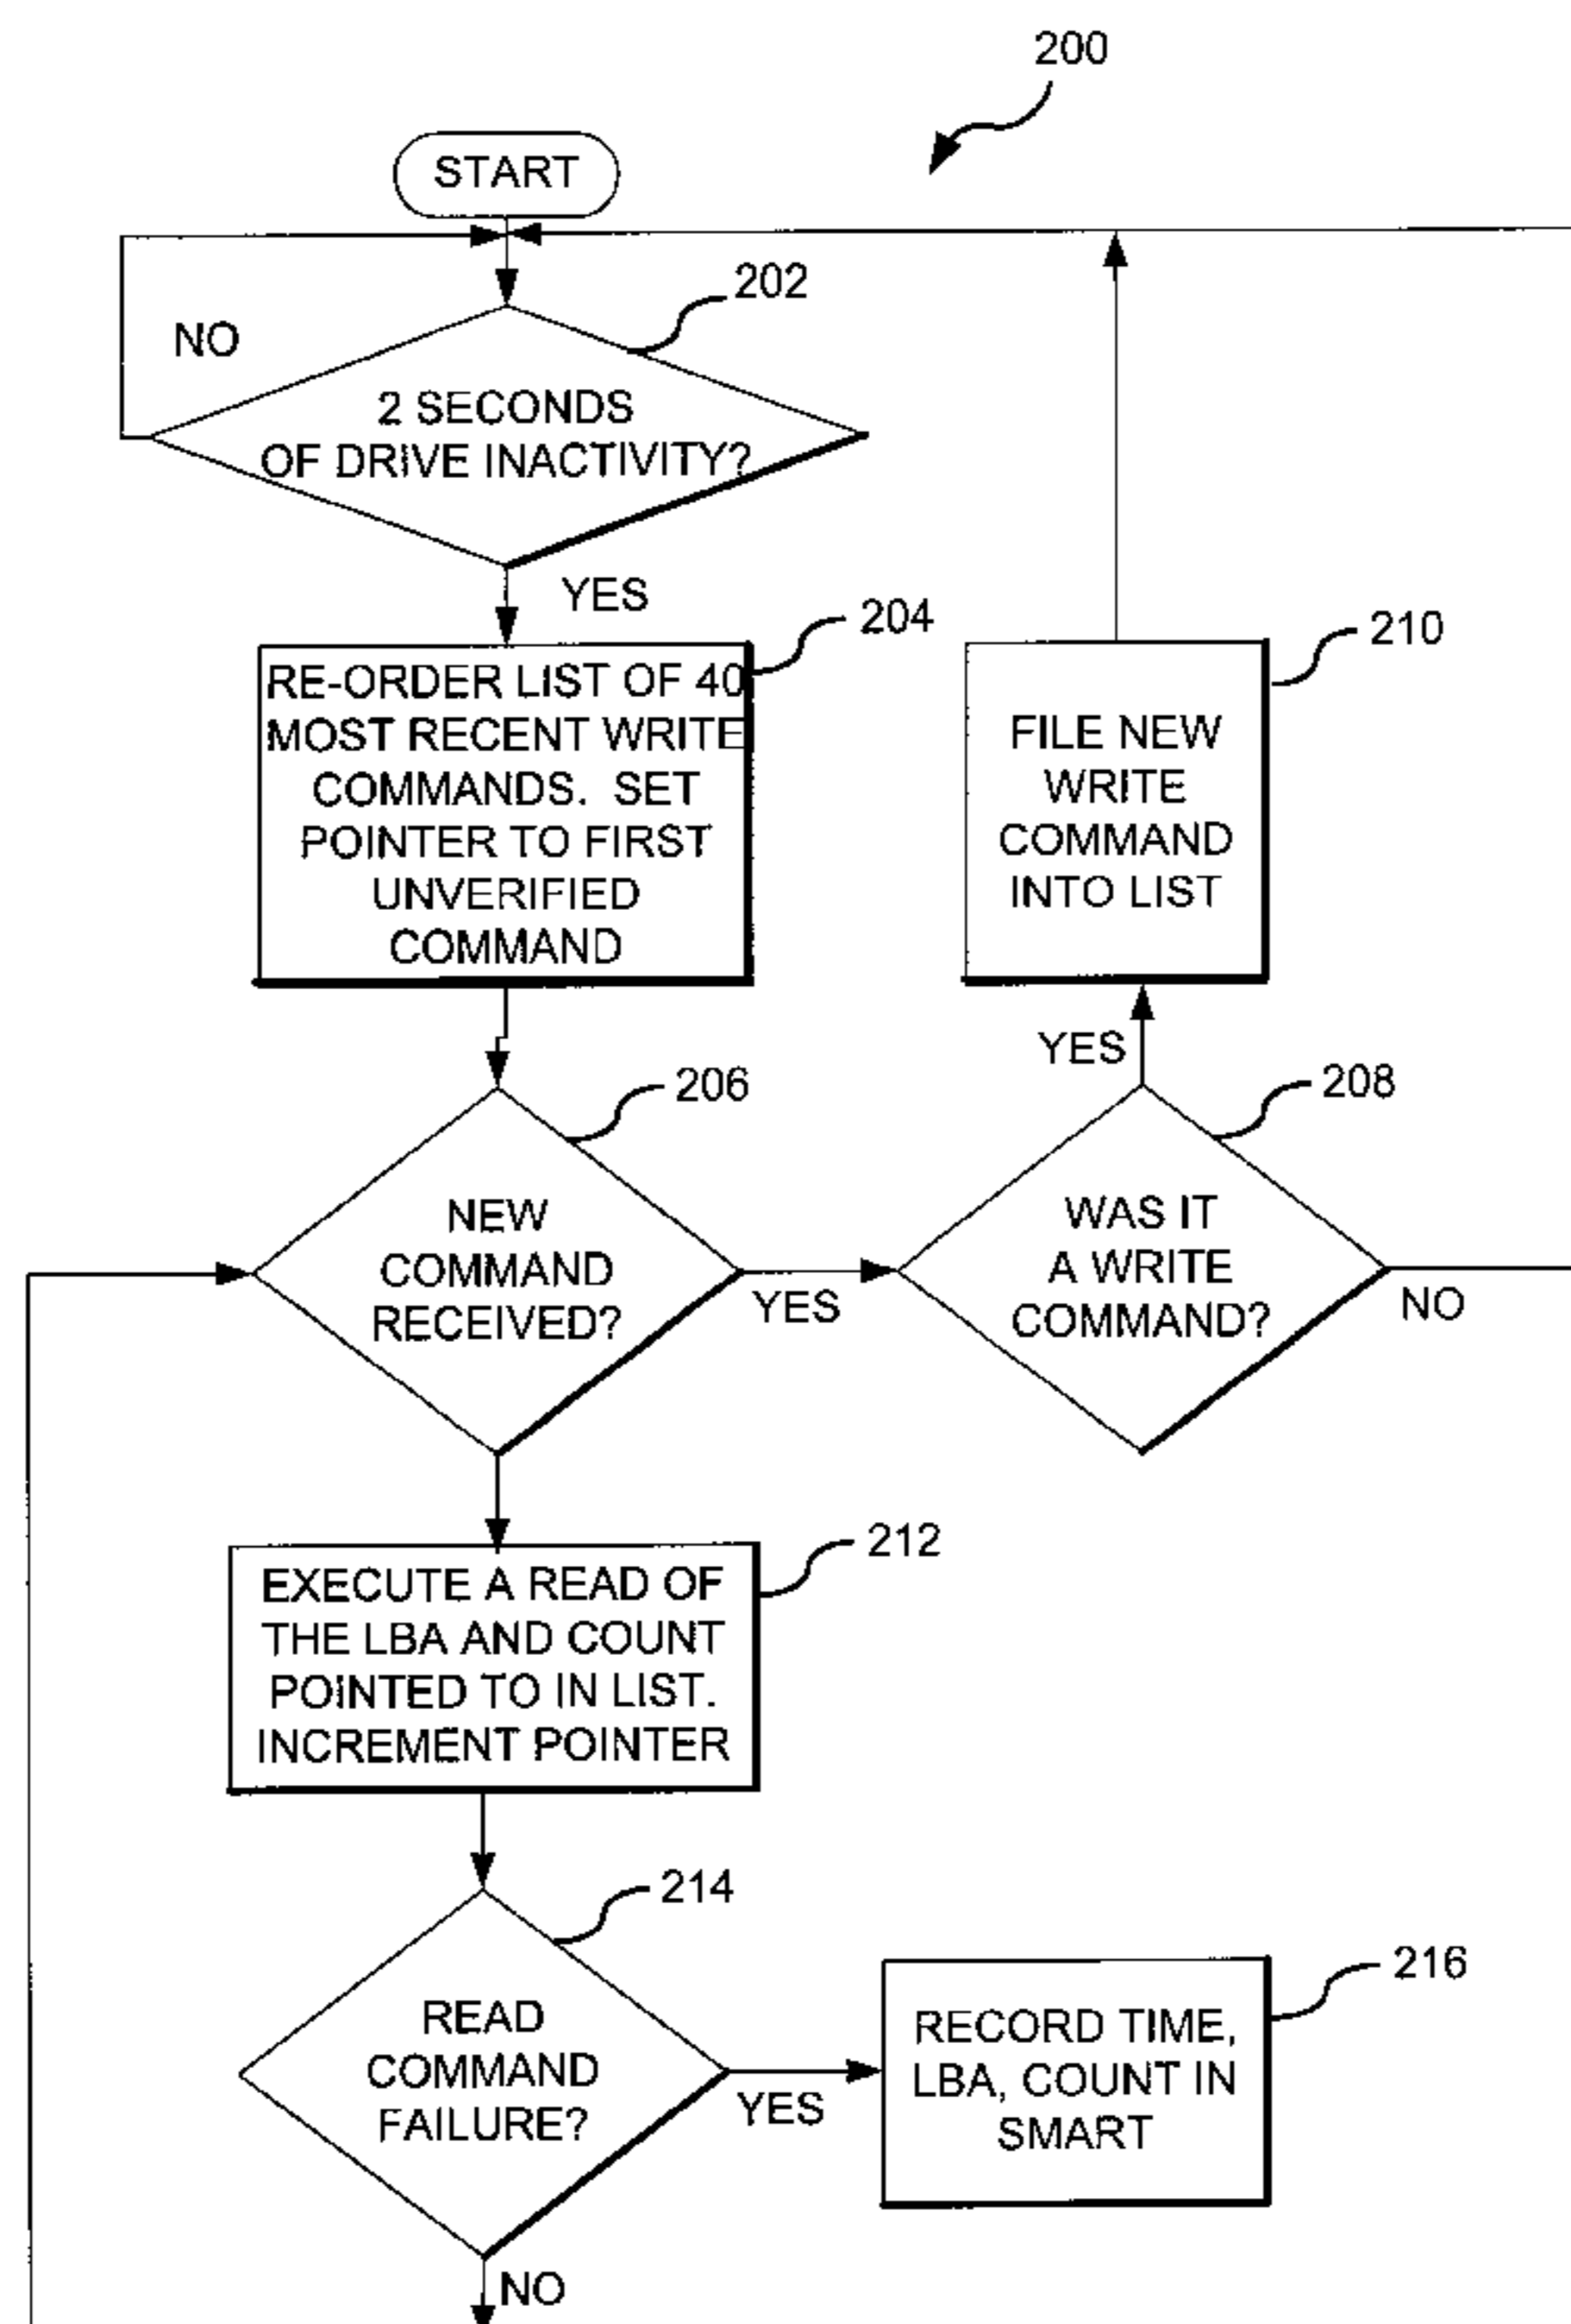 200
START
NO
202
2 SECONDS
OF DRIVE INACTIVITY?
YES
204
RE-ORDER LIST OF 40
MOST RECENT WRITE
COMMANDS. SET
POINTER TO FIRST
UNVERIFIED
COMMAND
210
FILE NEW
WRITE
COMMAND
INTO LIST
YES
206
208
NEW
COMMAND
RECEIVED?
YES
WAS IT
A WRITE
COMMAND?
NO
212
EXECUTE A READ OF
THE LBA AND COUNT
POINTED TO IN LIST.
INCREMENT POINTER
214
READ
COMMAND
FAILURE?
YES
216
RECORD TIME,
LBA, COUNT IN
SMART
NO